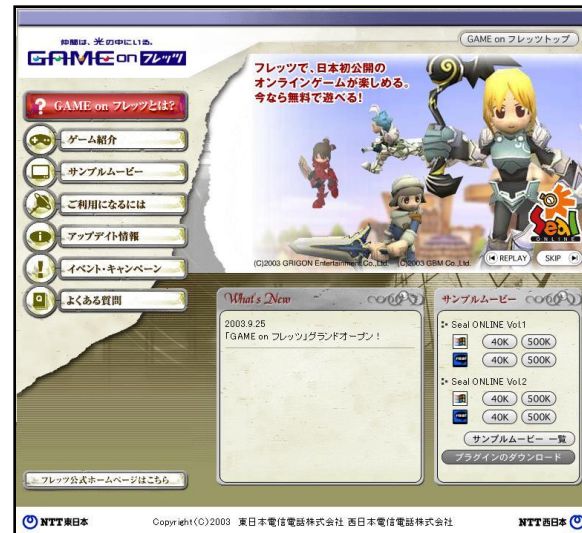 仲間は、光の中にいる。
GAME on フレッツ
GAME on フレッツトップ
フレッツで、日本初公開の
オンラインゲームが楽しめる。
今なら無料で遊べる!
? GAME on フレッツとは?
ゲーム紹介
サンプルムービー
ご利用になるには
アップデイト情報
イベント・キャンペーン
よくある質問
Seal
ONLINE
(C)2003 GRIGON Entertainment Co.,Ltd. (C)2003 GBM Co.,Ltd.
REPLAY
SKIP
What's New
2003.9.25
「GAME on フレッツ」グランドオープン!
サンプルムービー
Seal ONLINE Vol.1
40K 500K
40K 500K
Seal ONLINE Vol.2
40K 500K
40K 500K
サンプルムービー 一覧
プラグインのダウンロード
フレッツ公式ホームページはこちら
NTT東日本
Copyright(C)2003 東日本電信電話株式会社 西日本電信電話株式会社
NTT西日本